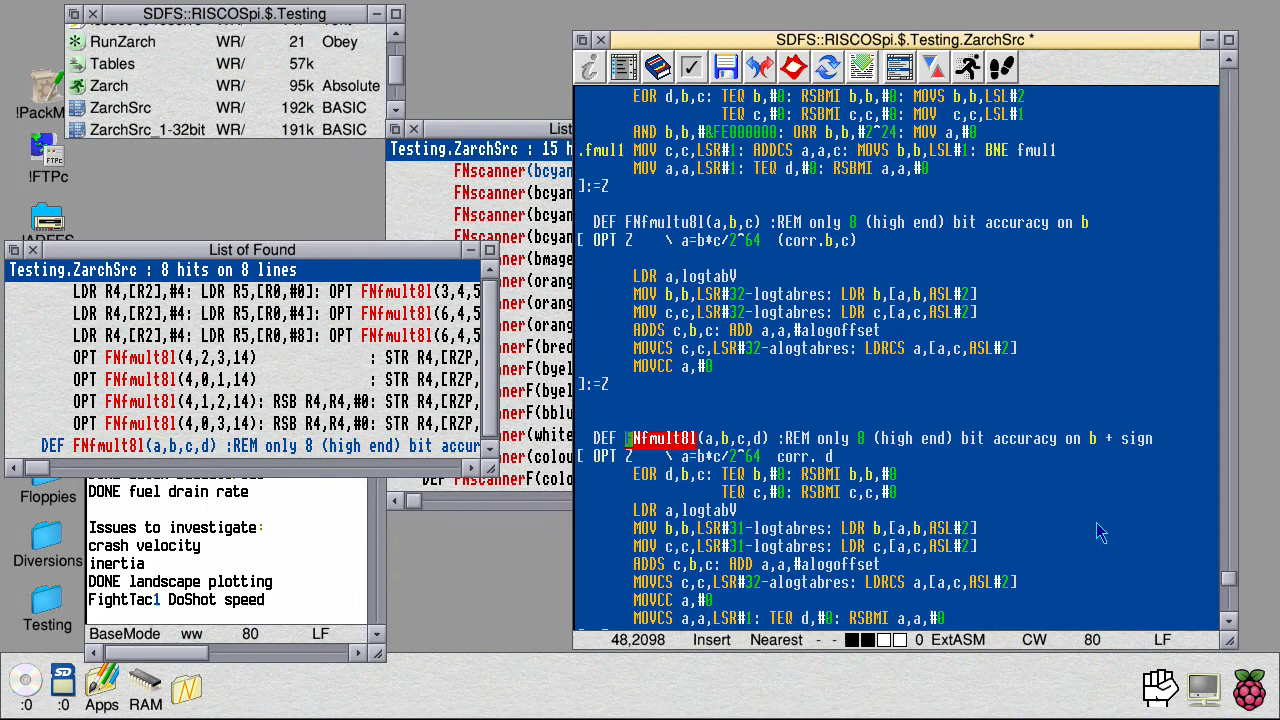 SDFS::RISCOSpi.$.Testing
RunZarch WR/ 21 Obey
Tables WR/ 57k
Zarch WR/ 95k Absolute
ZarchSrc WR/ 192k BASIC
ZarchSrc_1-32bit WR/ 191k BASIC
!PackM
!FTPc
!ADFFS
Floppies
Diversions
Testing
List
Testing.ZarchSrc : 15 h
FNscanner(bcyan
FNscanner(bcyan
FNscanner(bcyan
FNscanner(bcyan
FNscanner(bmage
FNscanner(orang
FNscanner(orang
FNscannerF(orang
FNscannerF(bred
FNscannerF(byel
FNscannerF(byel
FNscannerF(bblu
FNscannerF(white
FNscannerF(colou
DEF FNscannerF(colo
List of Found
Testing.ZarchSrc : 8 hits on 8 lines
LDR R4,[R2],#4: LDR R5,[R0,#0]: OPT FNfmult8l(3,4,5
LDR R4,[R2],#4: LDR R5,[R0,#4]: OPT FNfmult8l(6,4,5
LDR R4,[R2],#4: LDR R5,[R0,#8]: OPT FNfmult8l(6,4,5
OPT FNfmult8l(4,2,3,14) : STR R4,[RZP,
OPT FNfmult8l(4,0,1,14) : STR R4,[RZP,
OPT FNfmult8l(4,1,2,14): RSB R4,R4,#0: STR R4,[RZP,
OPT FNfmult8l(4,0,3,14): RSB R4,R4,#0: STR R4,[RZP,
DEF FNfmult8l(a,b,c,d) :REM only 8 (high end) bit accu
DONE fuel drain rate
Issues to investigate:
crash velocity
inertia
DONE landscape plotting
FightTac1 DoShot speed
BaseMode ww 80 LF
SDFS::RISCOSpi.$.Testing.ZarchSrc *
EOR d,b,c: TEQ b,#0: RSBMI b,b,#0: MOVS b,b,LSL#2
TEQ c,#0: RSBMI c,c,#0: MOV c,c,LSL#1
AND b,b,#&FE000000: ORR b,b,#2^24: MOV a,#0
.fmul1 MOV c,c,LSR#1: ADDCS a,a,c: MOVS b,b,LSL#1: BNE fmul1
MOV a,a,LSR#1: TEQ d,#0: RSBMI a,a,#0
]:=Z
DEF FNfmultu8l(a,b,c) :REM only 8 (high end) bit accuracy on b
[ OPT Z \ a=b*c/2^64 (corr.b,c)
LDR a,logtabV
MOV b,b,LSR#32-logtabres: LDR b,[a,b,ASL#2]
MOV c,c,LSR#32-logtabres: LDR c,[a,c,ASL#2]
ADDS c,b,c: ADD a,a,#alogoffset
MOVCS c,c,LSR#32-alogtabres: LDRCS a,[a,c,ASL#2]
MOVCC a,#0
]:=Z
DEF FNfmult8l(a,b,c,d) :REM only 8 (high end) bit accuracy on b + sign
[ OPT Z \ a=b*c/2^64 corr. d
EOR d,b,c: TEQ b,#0: RSBMI b,b,#0
TEQ c,#0: RSBMI c,c,#0
LDR a,logtabV
MOV b,b,LSR#31-logtabres: LDR b,[a,b,ASL#2]
MOV c,c,LSR#31-logtabres: LDR c,[a,c,ASL#2]
ADDS c,b,c: ADD a,a,#alogoffset
MOVCS c,c,LSR#32-alogtabres: LDRCS a,[a,c,ASL#2]
MOVCC a,#0
MOVCS a,a,LSR#1: TEQ d,#0: RSBMI a,a,#0
48,2098 Insert Nearest - - 0 ExtASM CW 80 LF
:0
:0
Apps
RAM